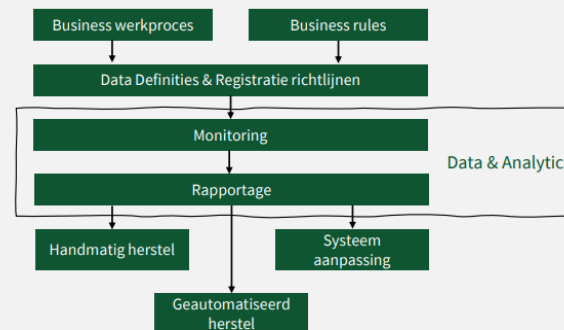 Business werkproces
Business rules
Data Definities & Registratie richtlijnen
Monitoring
Data & Analytic
Rapportage
Handmatig herstel
Systeem
aanpassing
Geautomatiseerd
herstel